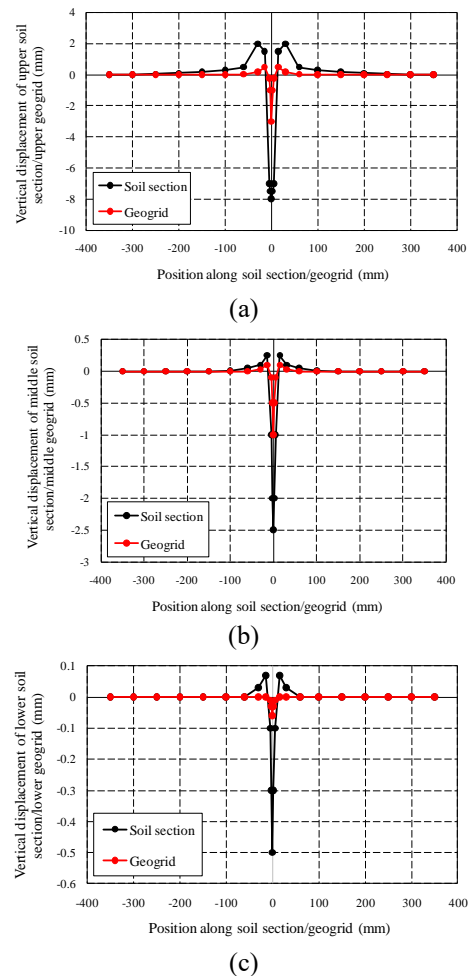 Vertical displacement of upper soil
section/upper geogrid (mm)
4
2
0
-2
-4
-6
-8
-10
Soil section
Geogrid
-400 -300 -200 -100 0 100 200 300 400
Position along soil section/geogrid (mm)
(a)
Vertical displacement of middle soil
section/middle geogrid (mm)
0.5
0
-0.5
-1
-1.5
-2
-2.5
-3
Soil section
Geogrid
-400 -300 -200 -100 0 100 200 300 400
Position along soil section/geogrid (mm)
(b)
Vertical displacement of lower soil
section/lower geogrid (mm)
0.1
0
-0.1
-0.2
-0.3
-0.4
-0.5
-0.6
Soil section
Geogrid
-400 -300 -200 -100 0 100 200 300 400
Position along soil section/geogrid (mm)
(c)